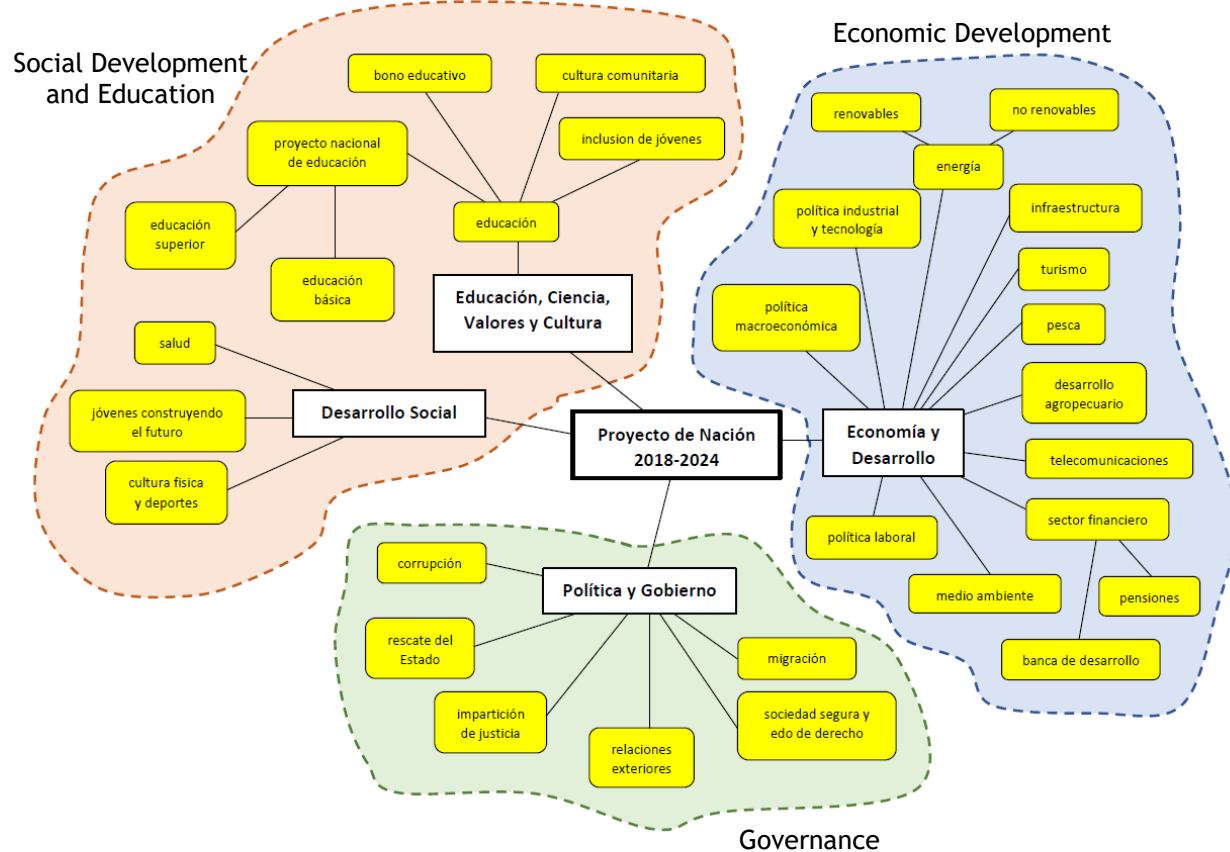 Social Development
and Education
bono educativo
cultura comunitaria
proyecto nacional
de educación
inclusion de jóvenes
educación
superior
educación
educación
básica
Educación, Ciencia,
Valores y Cultura
salud
jóvenes construyendo
el futuro
Desarrollo Social
cultura fisica
y deportes
Proyecto de Nación
2018-2024
Economic Development
renovables
no renovables
energía
política industrial
y tecnología
infraestructura
turismo
política
macroeconómica
pesca
desarrollo
agropecuario
Economía y
Desarrollo
telecomunicaciones
sector financiero
política laboral
medio ambiente
pensiones
banca de desarrollo
corrupción
Política y Gobierno
rescate del
Estado
migración
impartición
de justicia
sociedad segura y
edo de derecho
relaciones
exteriores
Governance